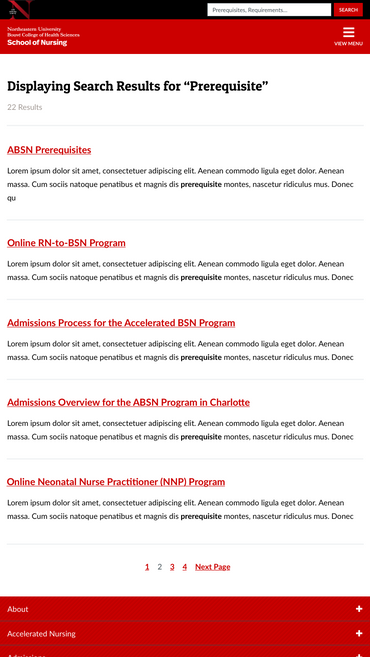 Prerequisites, Requirements...
SEARCH
Northeastern University
Bouvé College of Health Sciences
School of Nursing
VIEW MENU
Displaying Search Results for “Prerequisite”
22 Results
ABSN Prerequisites
Lorem ipsum dolor sit amet, consectetuer adipiscing elit. Aenean commodo ligula eget dolor. Aenean
massa. Cum sociis natoque penatibus et magnis dis prerequisite montes, nascetur ridiculus mus. Donec
qu
Online RN-to-BSN Program
Lorem ipsum dolor sit amet, consectetuer adipiscing elit. Aenean commodo ligula eget dolor. Aenean
massa. Cum sociis natoque penatibus et magnis dis prerequisite montes, nascetur ridiculus mus. Donec
Admissions Process for the Accelerated BSN Program
Lorem ipsum dolor sit amet, consectetuer adipiscing elit. Aenean commodo ligula eget dolor. Aenean
massa. Cum sociis natoque penatibus et magnis dis prerequisite montes, nascetur ridiculus mus. Donec
Admissions Overview for the ABSN Program in Charlotte
Lorem ipsum dolor sit amet, consectetuer adipiscing elit. Aenean commodo ligula eget dolor. Aenean
massa. Cum sociis natoque penatibus et magnis dis prerequisite montes, nascetur ridiculus mus. Donec
Online Neonatal Nurse Practitioner (NNP) Program
Lorem ipsum dolor sit amet, consectetuer adipiscing elit. Aenean commodo ligula eget dolor. Aenean
massa. Cum sociis natoque penatibus et magnis dis prerequisite montes, nascetur ridiculus mus. Donec
1 2 3 4 Next Page
About
Accelerated Nursing
Admissions